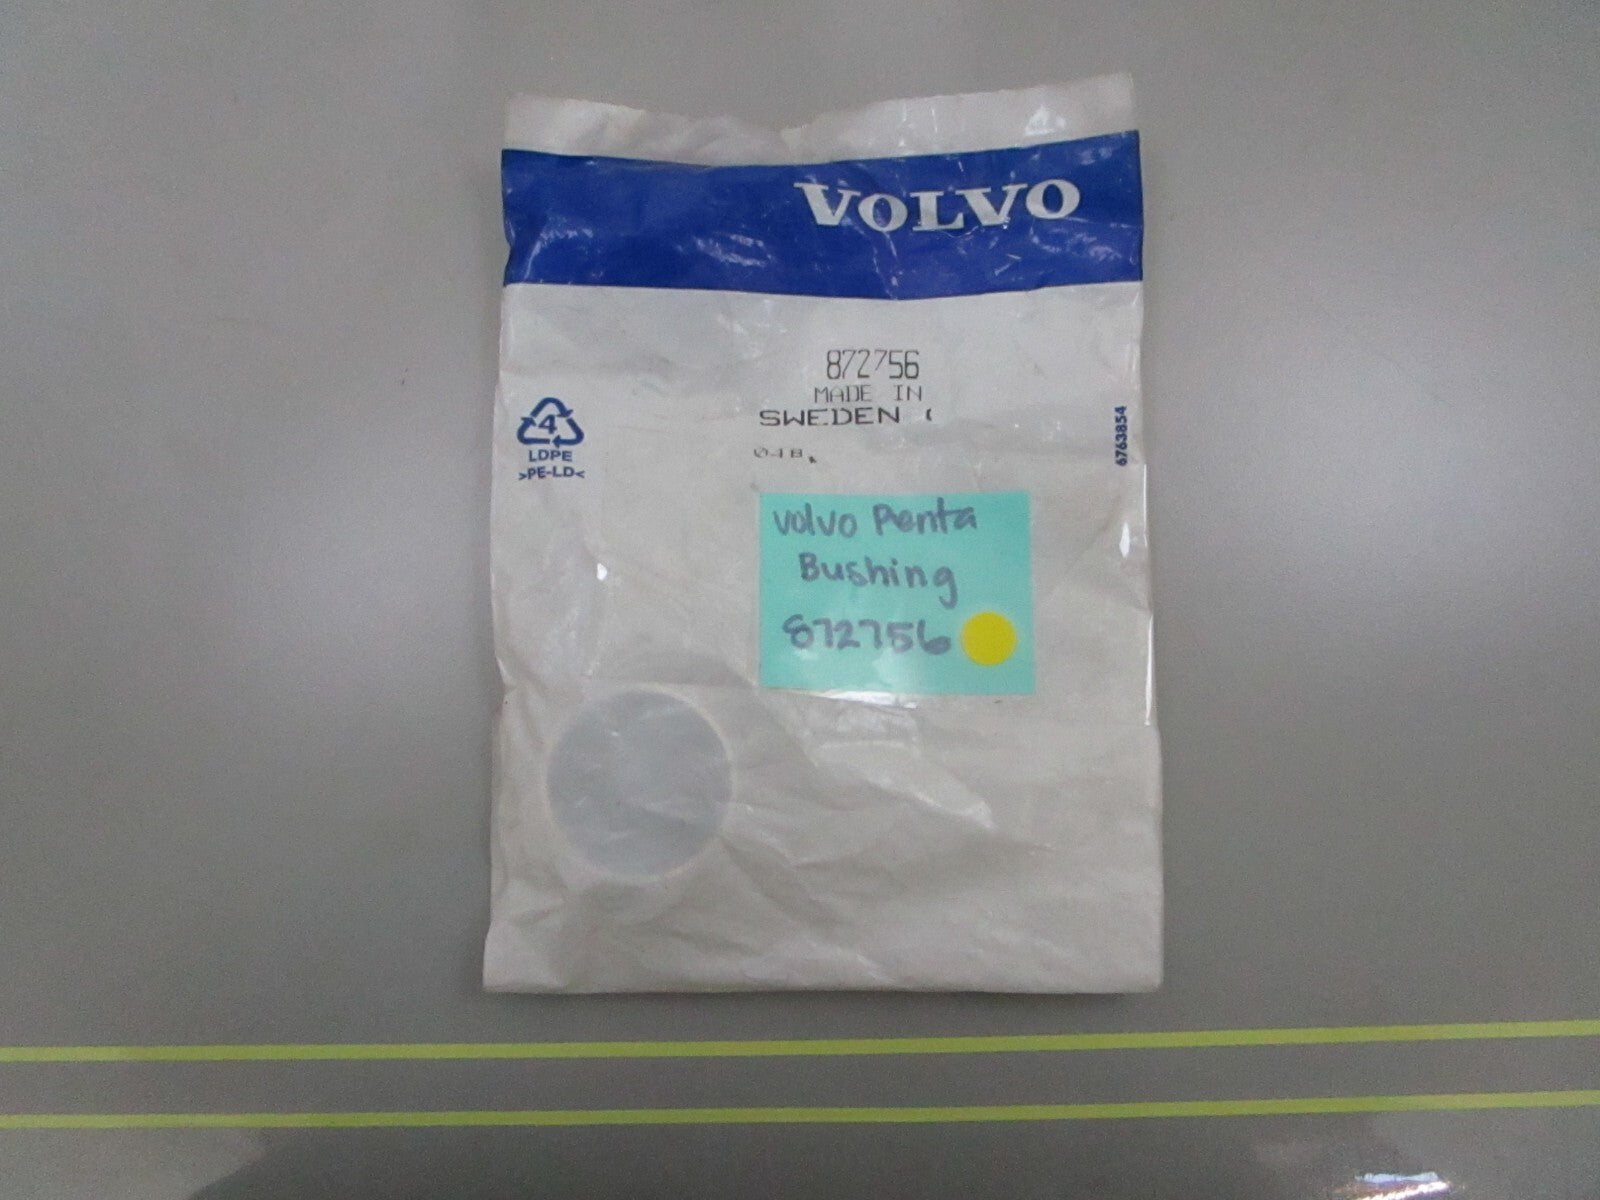 VOLVO
872756
MADE IN
SWEDEN
4
LDPE
>PE-LD<
6763854
Volvo Penta
Bushing
872756